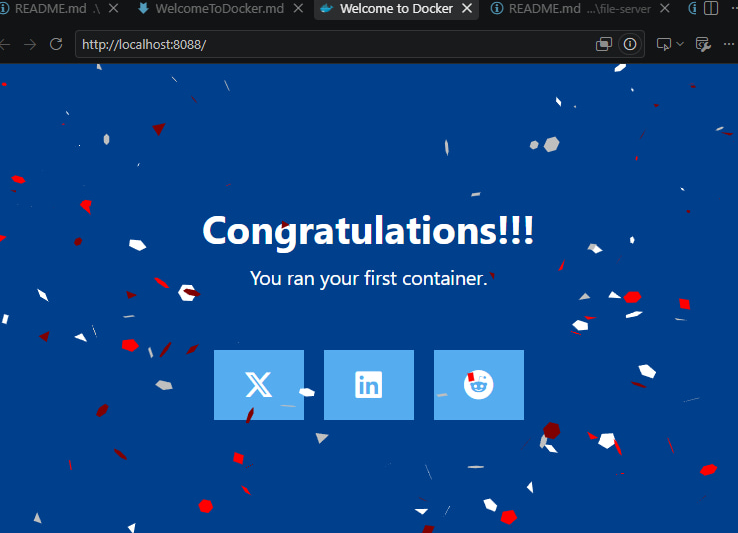 README.md .\
WelcomeToDocker.md
Welcome to Docker
README.md ...\file-server
http://localhost:8088/
Congratulations!!!
You ran your first container.
X
in